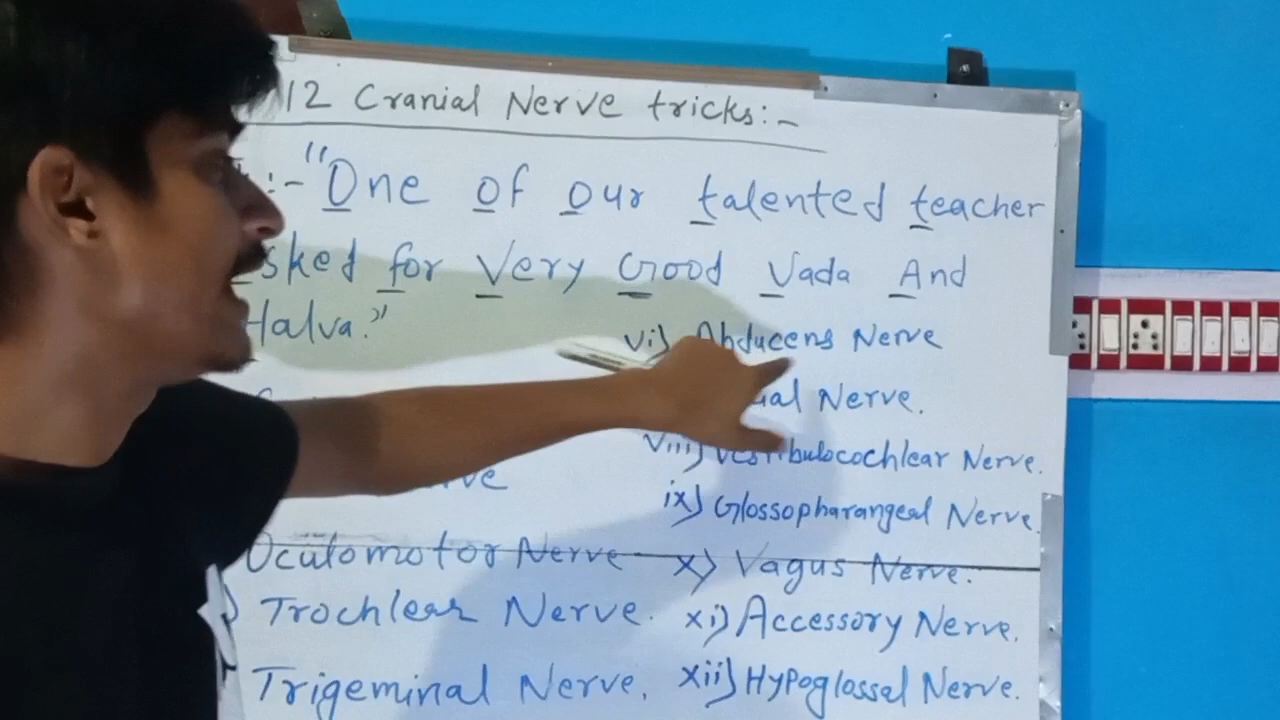 12 Cranial Nerve tricks:-
:- "One of our talented teacher
sked for Very Good Vada And
Halva."
vi) Abducens Nerve
Nerve.
viii) Vestibulocochlear Nerve.
ix) Glossopharangeal Nerve.
Oculomotor Nerve
x) Vagus Nerve.
Trochlear Nerve.
xi) Accessory Nerve.
Trigeminal Nerve.
xii) Hypoglossal Nerve.